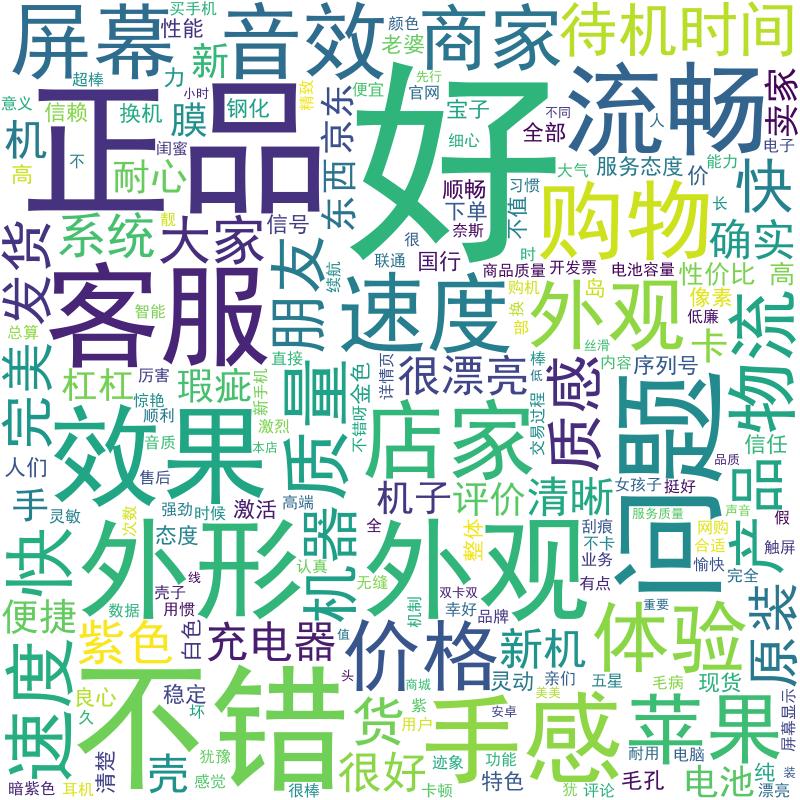 买手机
性能
颜色
屏幕
音效
商家
待机时间
老婆
新
超棒
力
便宜
先行
官网
意义
信赖
换机
小时
钢化
精致
机
膜
正品
好
流畅
卖家
京东
宝子
不同
人
全部
电子
细心
高
不
闺蜜
耐心
东西
顺畅
大气
服务态度
价
能力
快
购物
习惯
长
下单
不值
系统
大家
靓
信号
朋友
很
奈斯
时
确实
发货
国行
商品质量
开发票
电池容量
性价比
高
联通
续航
客服
速度
购机
部
换
岛
外观
像素
低廉
智能
总算
直接
丝滑
卡
物流
完美
杠杠
厉害
瑕疵
新手机
质量
金色
详情页
很漂亮
棒
质感
内容
序列号
惊艳
顺利
激烈
不错呀
交易过程
问题
效果
店家
音质
本店
信任
人们
售后
品质
手
灵敏
强劲
时候
激活
高端
机子
评价
清晰
女孩子
挺好
产品
次数
全
服务质量
声音
假
快
态度
外形
机器
外观
整体
刮痕
不卡
网购
合适
触屏
认真
无缝
业务
愉快
完全
壳子
线
有点
双卡双
便捷
数据
用惯
机制
幸好
品牌
重要
原装
紫色
白色
充电器
值
价格
新机
体验
速度
不错
头
商城
灵动
亲们
五星
毛病
现货
良心
稳定
货
紫
手感
美美
苹果
屏幕显示
久
坏
用户
安卓
犹豫
迹象
功能
耐用
电脑
清楚
壳
感觉
很好
特色
毛孔
电池
纯
装
暗紫色
耳机
很棒
卡顿
犹
评论
漂亮